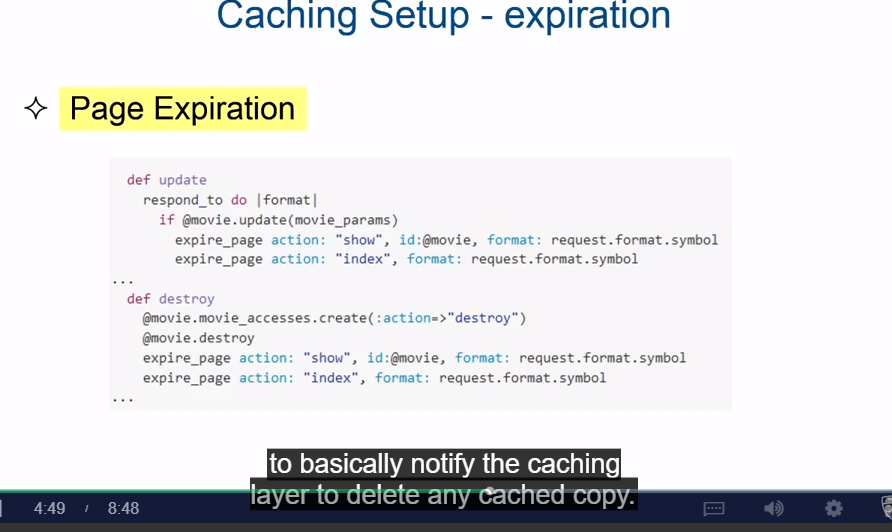 Caching Setup - expiration
Page Expiration
def update
respond_to do |format|
if @movie.update(movie_params)
expire_page action: "show", id:@movie, format: request.format.symbol
expire_page action: "index", format: request.format.symbol
...
def destroy
@movie.movie_accesses.create(:action=>"destroy")
@movie.destroy
expire_page action: "show", id:@movie, format: request.format.symbol
expire_page action: "index", format: request.format.symbol
...
to basically notify the caching
layer to delete any cached copy.
4:49 / 8:48